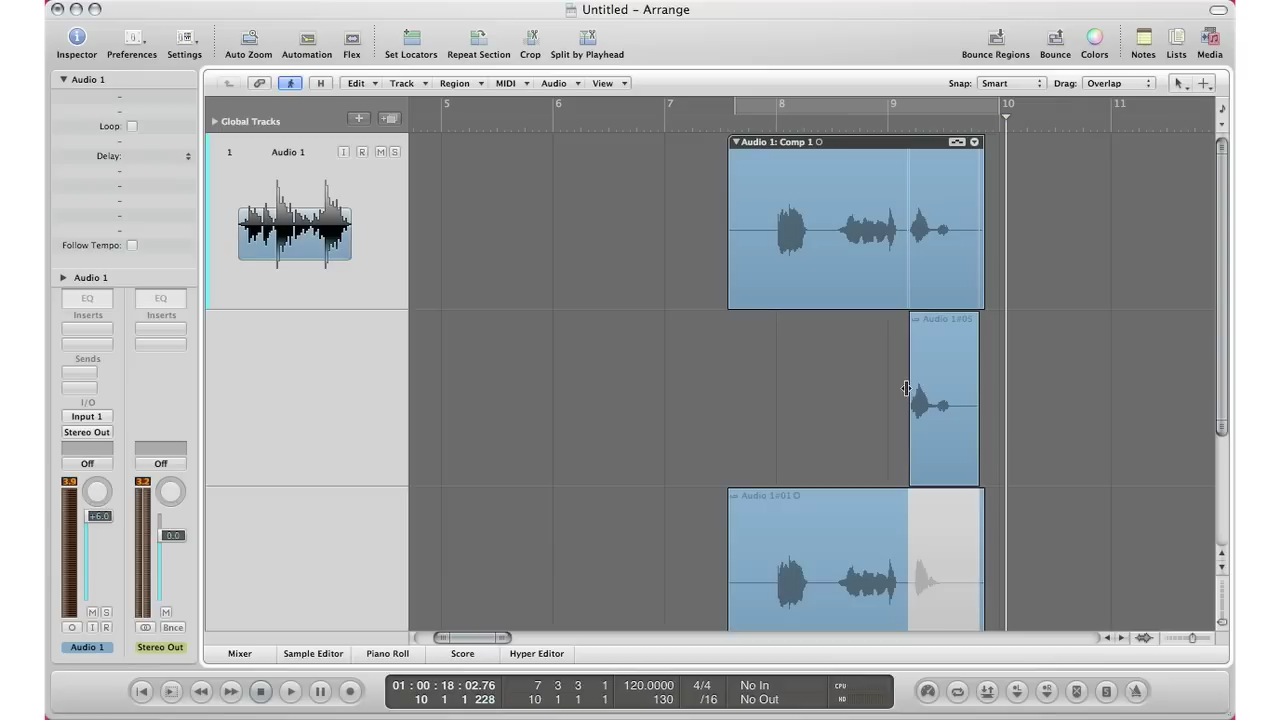 Untitled - Arrange
Inspector Preferences Settings Auto Zoom Automation Flex Set Locators Repeat Section Crop Split by Playhead Bounce Regions Bounce Colors Notes Lists Media
Audio 1
H Edit Track Region MIDI Audio View Snap: Smart Drag: Overlap
5 6 7 8 9 10 11
Global Tracks
Loop:
Delay:
Follow Tempo:
Audio 1
1 Audio 1 I R M S
Audio 1: Comp 1
Audio 1#05
Audio 1#01
EQ EQ
Inserts Inserts
Sends
I/O
Input 1
Stereo Out
Off Off
3.9 3.2
+6.0
0.0
M S M
I R Bnce
Audio 1 Stereo Out
Mixer Sample Editor Piano Roll Score Hyper Editor
01 : 00 : 18 : 02.76 7 3 3 1 120.0000 4/4 No In CPU
10 1 1 228 10 1 1 1 130 /16 No Out HD